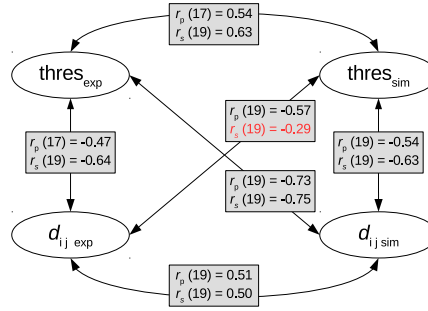 r_p (17) = 0.54
r_s (19) = 0.63
thres_exp
thres_sim
r_p (17) = -0.47
r_s (19) = -0.64
r_p (19) = -0.57
r_s (19) = -0.29
r_p (19) = -0.54
r_s (19) = -0.63
r_p (19) = -0.73
r_s (19) = -0.75
d_i j exp
d_i j sim
r_p (19) = 0.51
r_s (19) = 0.50